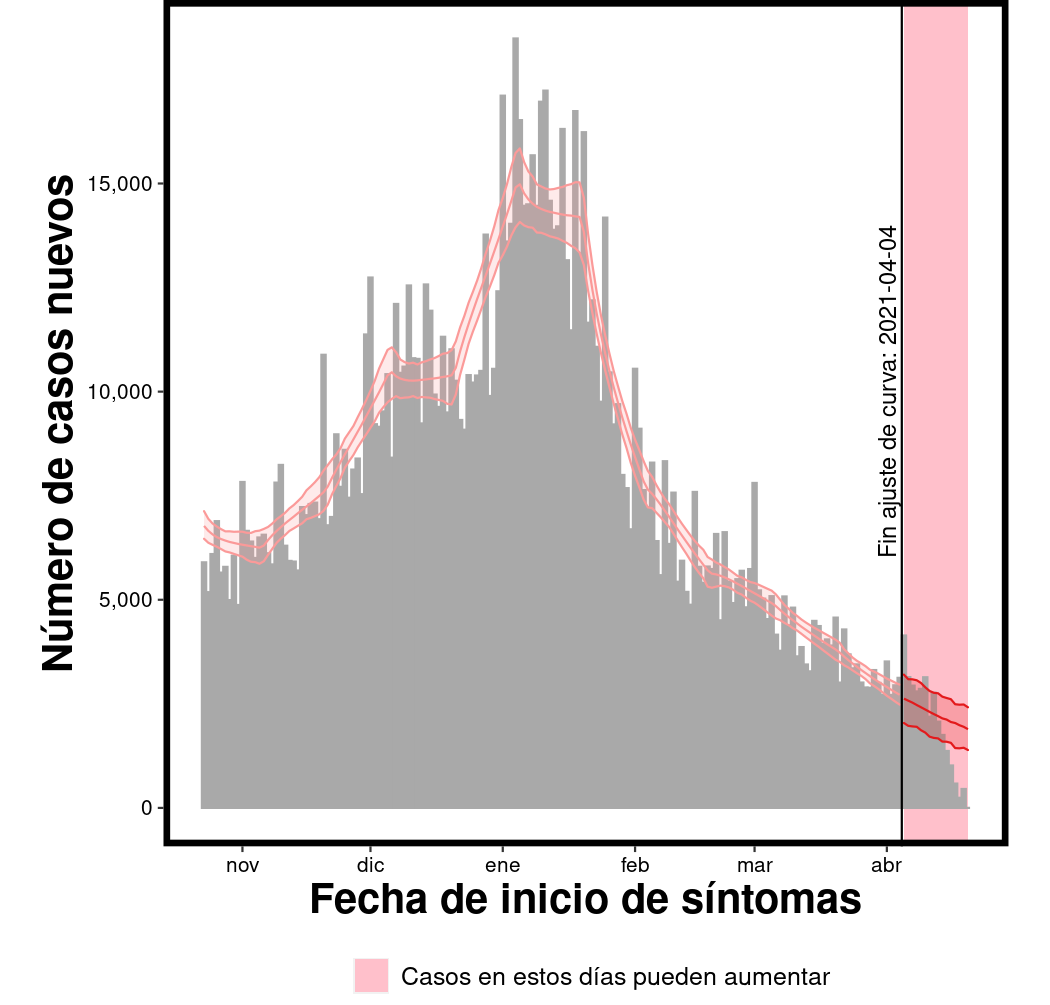 Número de casos nuevos
15,000
10,000
5,000
0
Fin ajuste de curva: 2021-04-04
nov dic ene feb mar abr
Fecha de inicio de síntomas
Casos en estos días pueden aumentar